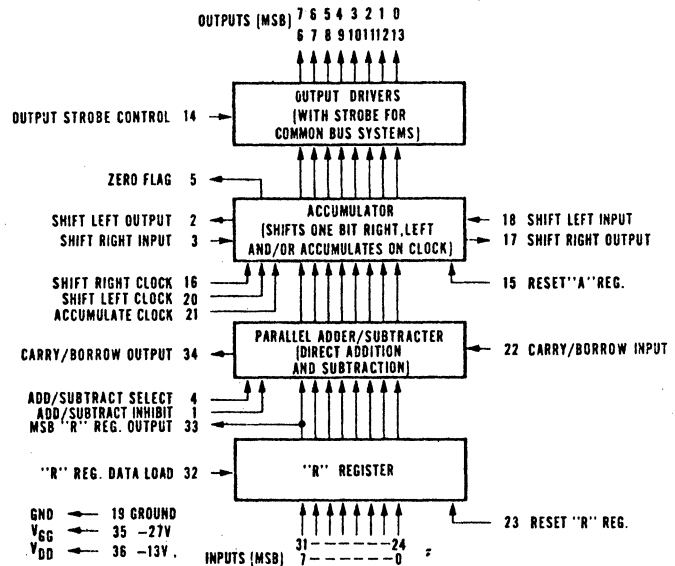 OUTPUTS (MSB) 7 6 5 4 3 2 1 0
6 7 8 9 10 11 12 13
OUTPUT DRIVERS
(WITH STROBE FOR
COMMON BUS SYSTEMS)
OUTPUT STROBE CONTROL 14
ZERO FLAG 5
ACCUMULATOR
(SHIFTS ONE BIT RIGHT, LEFT
AND/OR ACCUMULATES ON CLOCK)
SHIFT LEFT OUTPUT 2
SHIFT RIGHT INPUT 3
18 SHIFT LEFT INPUT
17 SHIFT RIGHT OUTPUT
SHIFT RIGHT CLOCK 16
SHIFT LEFT CLOCK 20
ACCUMULATE CLOCK 21
15 RESET "A" REG.
PARALLEL ADDER/SUBTRACTER
(DIRECT ADDITION
AND SUBTRACTION)
CARRY/BORROW OUTPUT 34
22 CARRY/BORROW INPUT
ADD/SUBTRACT SELECT 4
ADD/SUBTRACT INHIBIT 1
MSB "R" REG. OUTPUT 33
"R" REG. DATA LOAD 32
"R" REGISTER
23 RESET "R" REG.
GND 19 GROUND
VGG 35 -27V
VDD 36 -13V
31 - - - - - - 24
INPUTS (MSB) 7 - - - - - - 0